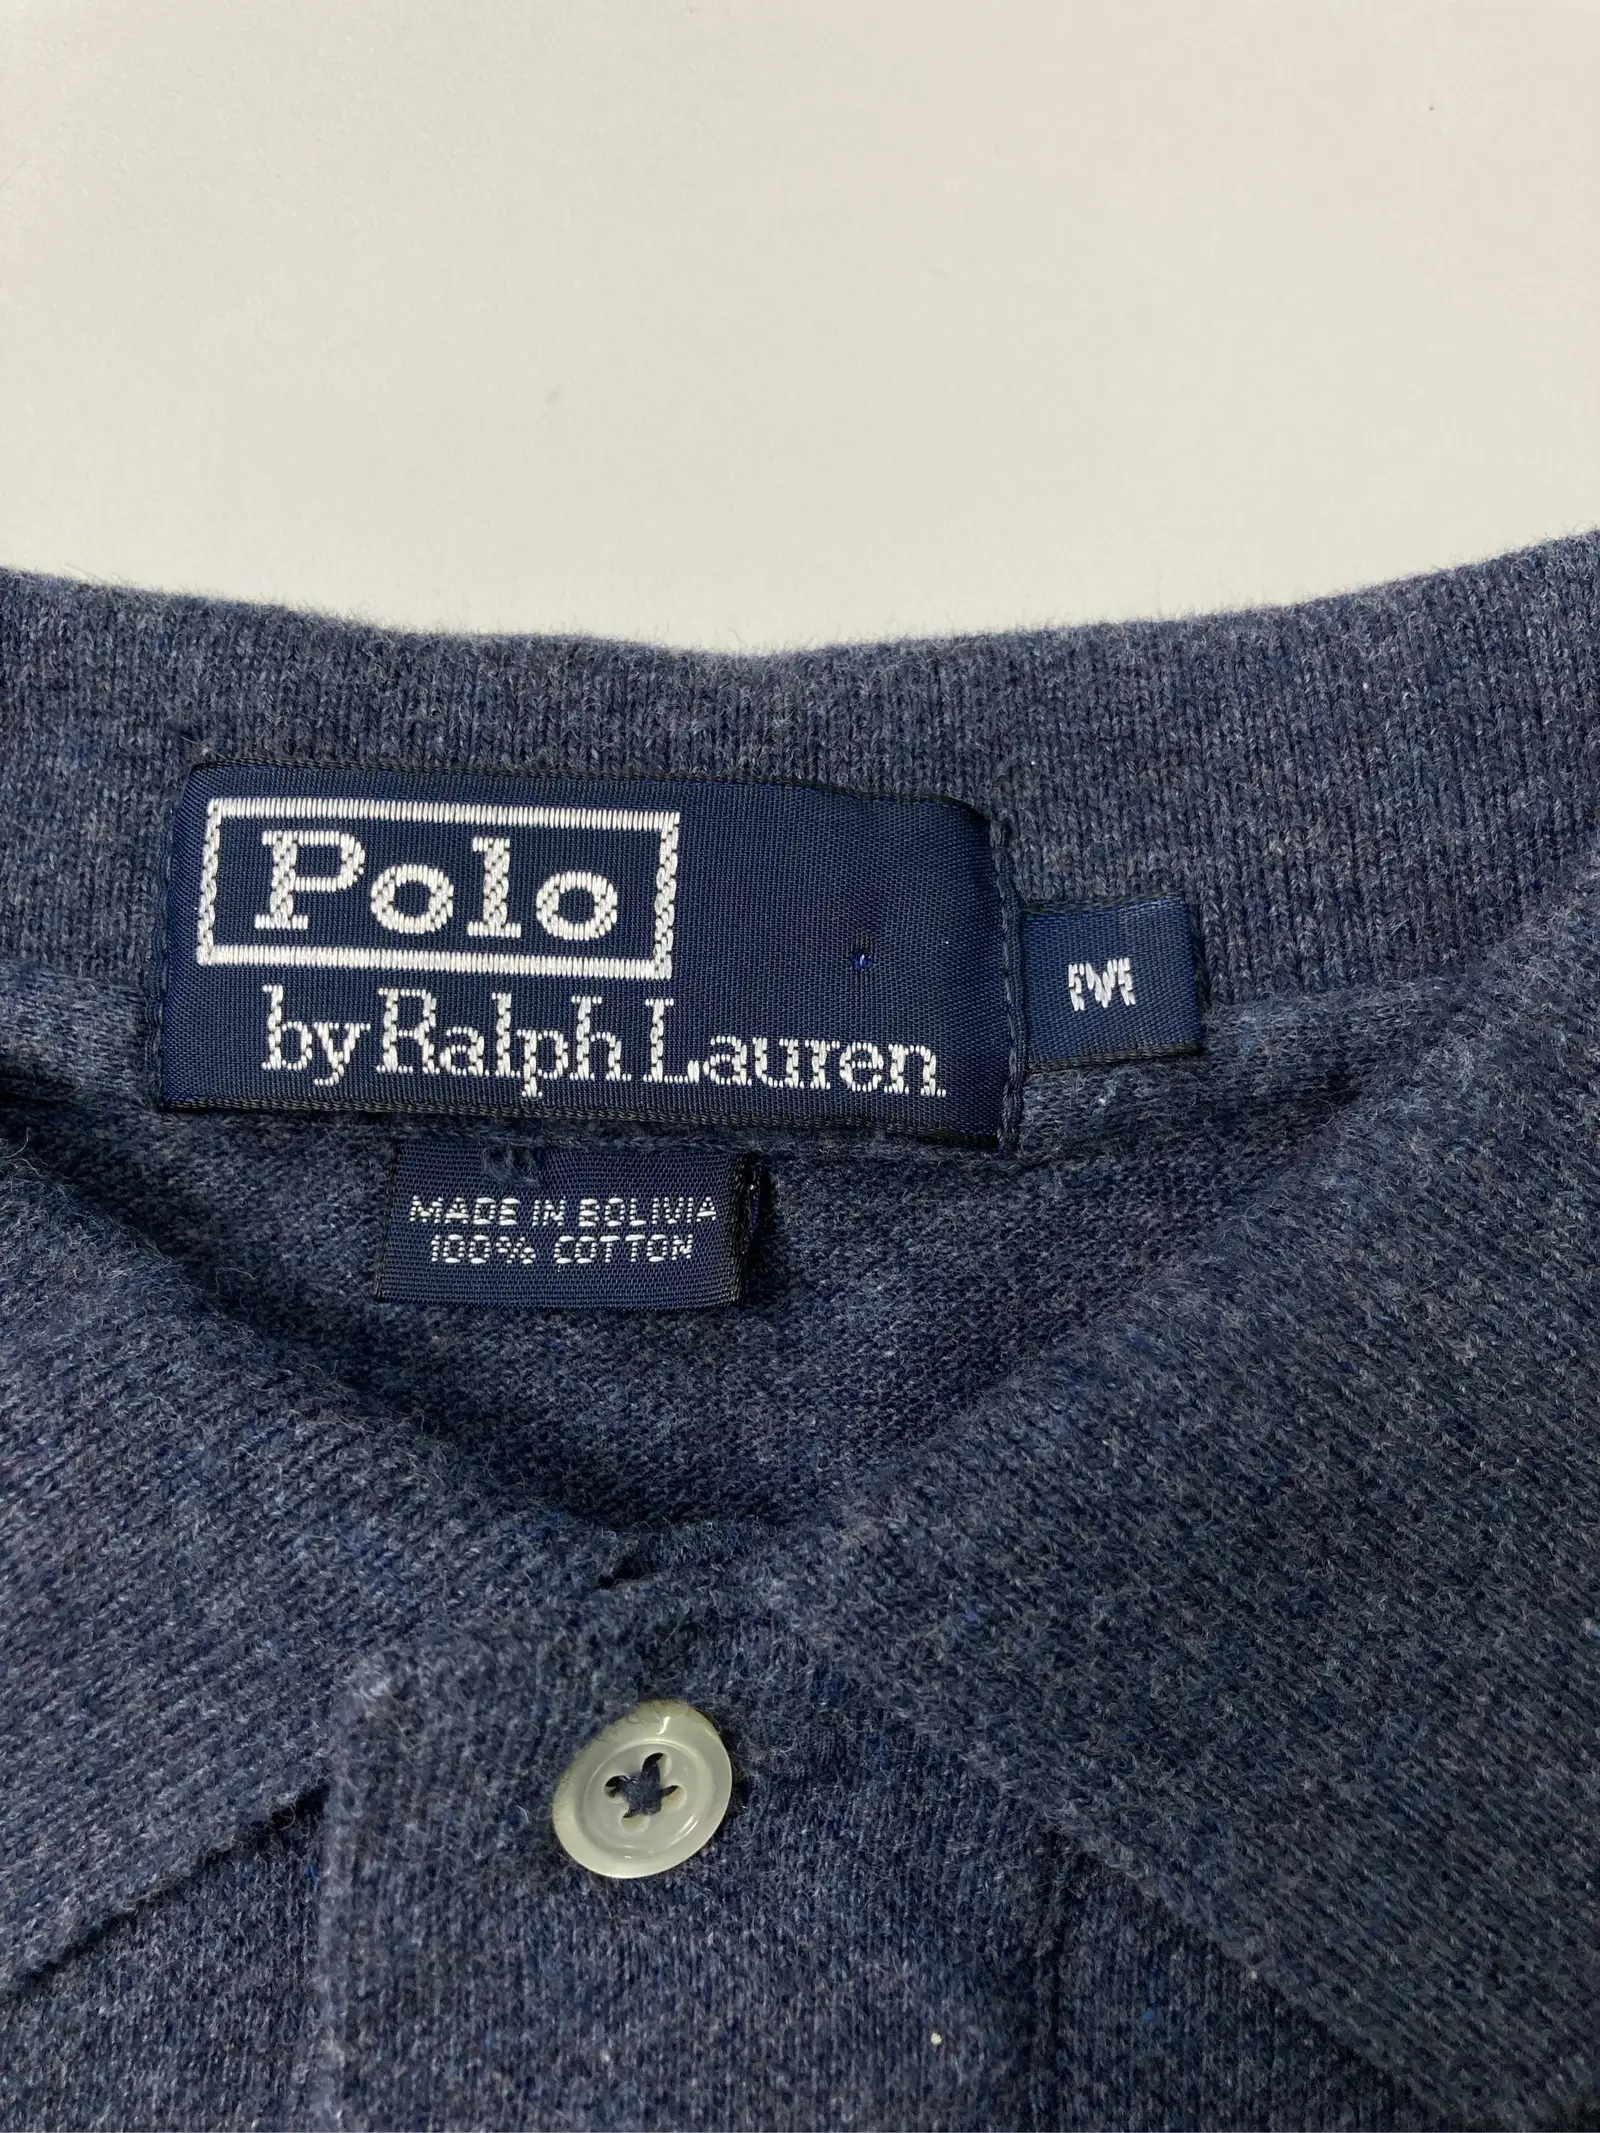 Polo
by Ralph Lauren
M
MADE IN BOLIVIA
100% COTTON